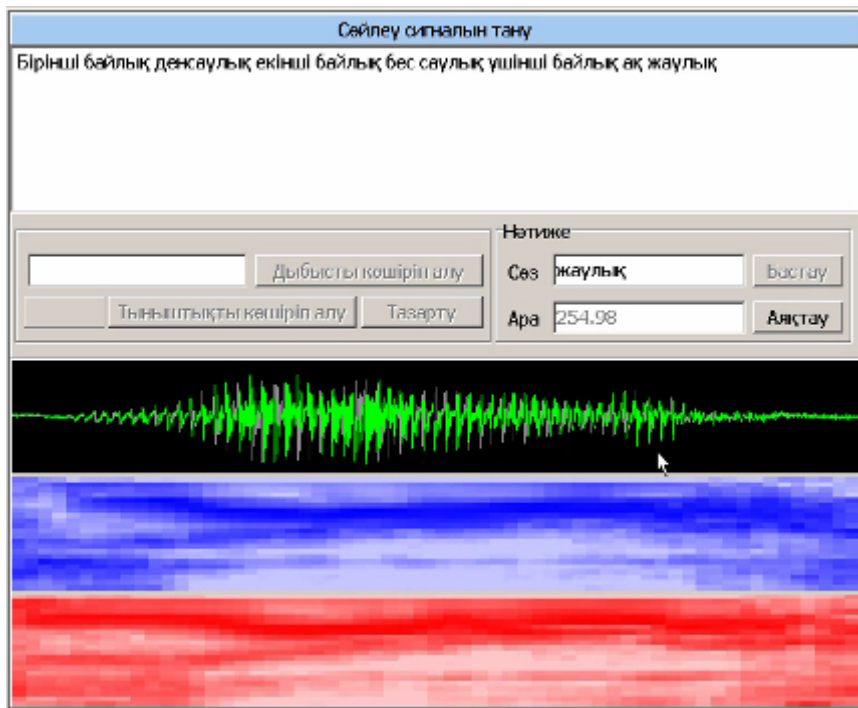 Сөйлеу сигналын тану
Бірінші байлық денсаулық екінші байлық бес саулық үшінші байлық ақ жаулық
Нәтиже
Дыбысты көшіріп алу
Сөз жаулық Бастау
Тыныштықты көшіріп алу Тазарту
Ара 254.98 Аяқтау